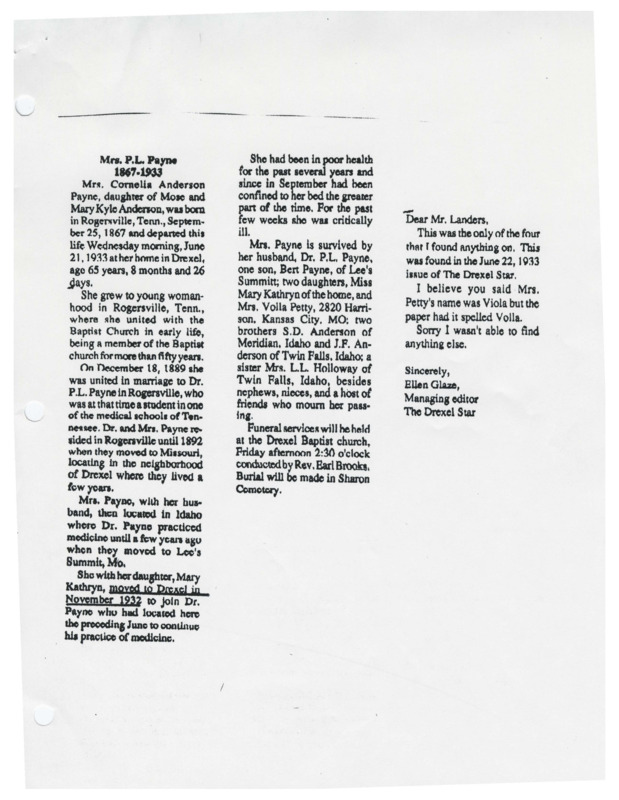 Mrs. P.L. Payne
1867-1933
Mrs. Cornelia Anderson
Payne, daughter of Mose and
Mary Kyle Anderson, was born
in Rogersville, Tenn., Septem-
ber 25, 1867 and departed this
life Wednesday morning, June
21, 1933 at her home in Drexel,
age 65 years, 8 months and 26
days.
She grew to young woman-
hood in Rogersville, Tenn.,
where she united with the
Baptist Church in early life,
being a member of the Baptist
church for more than fifty years.
On December 18, 1889 she
was united in marriage to Dr.
P.L. Payne in Rogersville, who
was at that time a student in one
of the medical schools of Ten-
nessee. Dr. and Mrs. Payne re-
sided in Rogersville until 1892
when they moved to Missouri,
locating in the neighborhood
of Drexel where they lived a
few years.
Mrs. Payne, with her hus-
band, then located in Idaho
where Dr. Payne practiced
medicine until a few years ago
when they moved to Lee's
Summit, Mo.
She with her daughter, Mary
Kathryn, moved to Drexel in
November 1932 to join Dr.
Payne who had located here
the preceding June to continue
his practice of medicine.
She had been in poor health
for the past several years and
since in September had been
confined to her bed the greater
part of the time. For the past
few weeks she was critically
ill.
Mrs. Payne is survived by
her husband, Dr. P.L. Payne,
one son, Bert Payne, of Lee's
Summitt; two daughters, Miss
Mary Kathryn of the home, and
Mrs. Volla Petty, 2820 Harri-
son, Kansas City, MO; two
brothers S.D. Anderson of
Meridian, Idaho and J.F. An-
derson of Twin Falls, Idaho; a
sister Mrs. L.L. Holloway of
Twin Falls, Idaho, besides
nephews, nieces, and a host of
friends who mourn her pass-
ing.
Funeral services will he held
at the Drexel Baptist church,
Friday afternoon 2:30 o'clock
conducted by Rev. Earl Brooks.
Burial will be made in Sharon
Cemetery.
Dear Mr. Landers,
This was the only of the four
that I found anything on. This
was found in the June 22, 1933
issue of The Drexel Star.
I believe you said Mrs.
Petty's name was Viola but the
paper had it spelled Volla.
Sorry I wasn't able to find
anything else.
Sincerely,
Ellen Glaze,
Managing editor
The Drexel Star